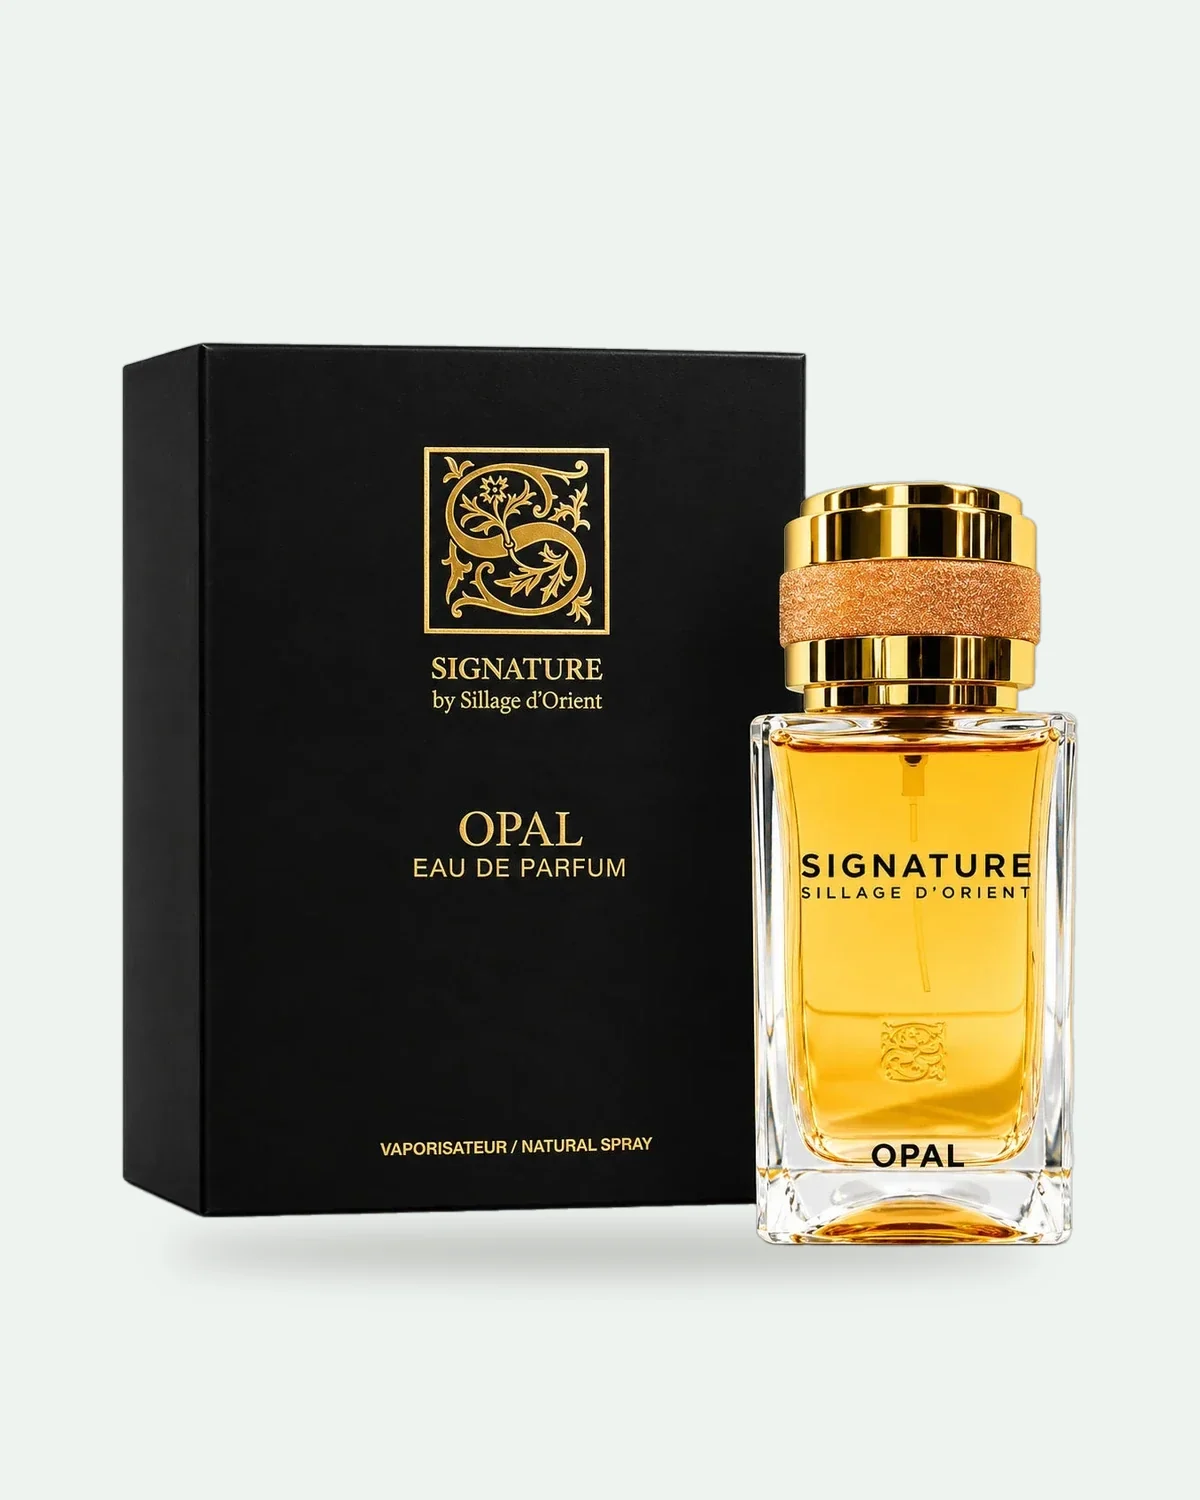 SIGNATURE
by Sillage d'Orient
OPAL
EAU DE PARFUM
VAPORISATEUR / NATURAL SPRAY
SIGNATURE
SILLAGE D'ORIENT
OPAL